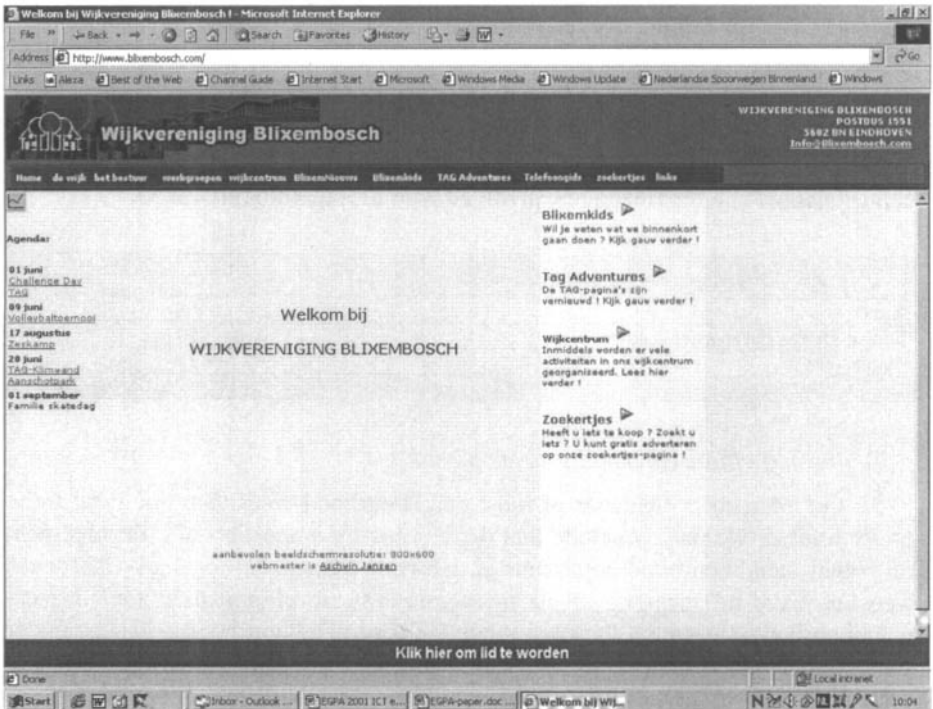 Welkom bij Wijkvereniging Blixembosch ! - Microsoft Internet Explorer
File » Back Search Favorites History
Address http://www.blixembosch.com/ Go
Links Alexa Best of the Web Channel Guide Internet Start Microsoft Windows Media Windows Update Nederlandse Spoorwegen Binnenland Windows
Wijkvereniging Blixembosch
WIJKVERENIGING BLIXEMBOSCH
POSTBUS 1551
5602 BN EINDHOVEN
Info@Blixembosch.com
Home de wijk het bestuur werkgroepen wijkcentrum BlixemNieuws Blixemkids TAG Adventures Telefoongids zoekertjes links
Agenda:
01 juni
Challenge Day
TAG
09 juni
Volleybaltoernooi
17 augustus
Zeskamp
28 juni
TAG-Klimwand
Aanschotpark
01 september
Familie skatedag
Welkom bij
WIJKVERENIGING BLIXEMBOSCH
aanbevolen beeldschermresolutie: 800x600
webmaster is Aschwin Jansen
Blixemkids
Wil je weten wat we binnenkort
gaan doen ? Kijk gauw verder !
Tag Adventures
De TAG-pagina's zijn
vernieuwd ! Kijk gauw verder !
Wijkcentrum
Inmiddels worden er vele
activiteiten in ons wijkcentrum
georganiseerd. Lees hier
verder !
Zoekertjes
Heeft u iets te koop ? Zoekt u
iets ? U kunt gratis adverteren
op onze zoekertjes-pagina !
Klik hier om lid te worden
Done Local intranet
Start Inbox - Outlook ... EGPA 2001 ICT e... EGPA-paper.doc ... Welkom bij Wij... 10:04